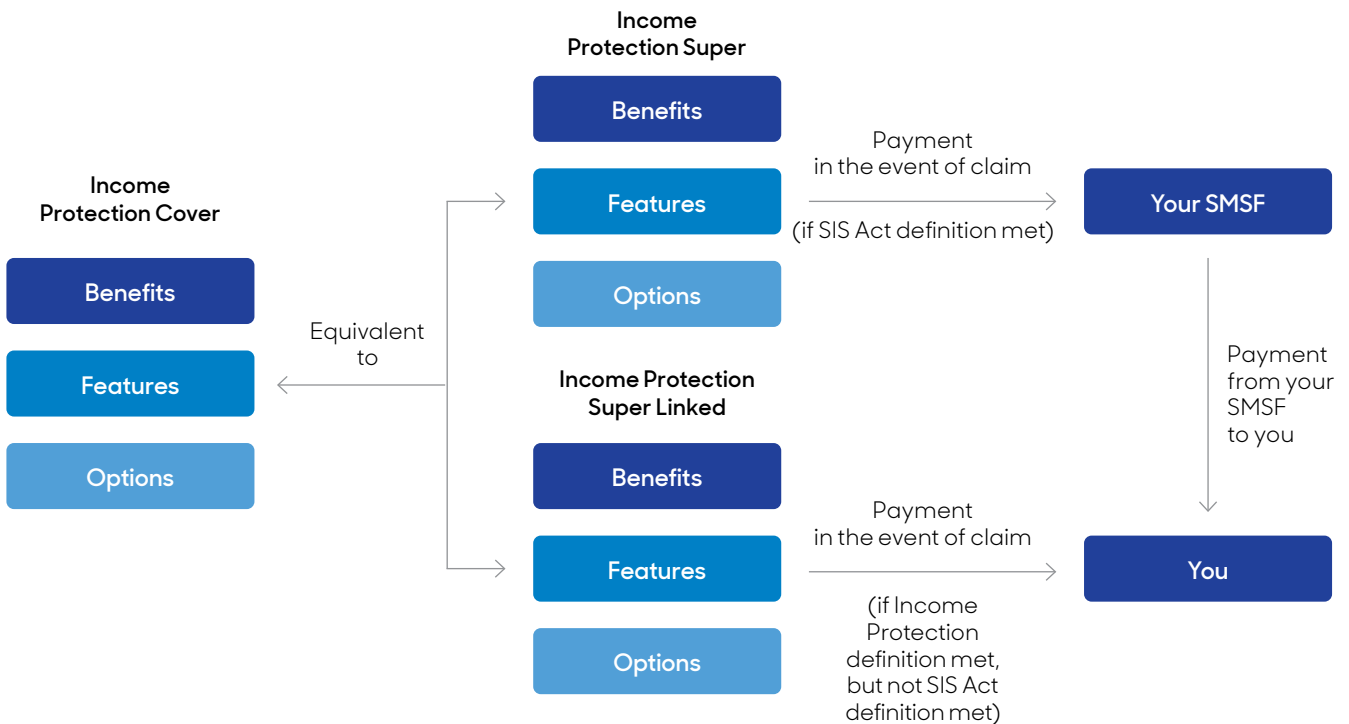 Income
Protection Cover
Benefits
Features
Options
Equivalent
to
Income
Protection Super
Benefits
Features
Options
Payment
in the event of claim
(if SIS Act definition met)
Your SMSF
Payment
from your
SMSF
to you
Income Protection
Super Linked
Benefits
Features
Options
Payment
in the event of claim
(if Income
Protection
definition met,
but not SIS Act
definition met)
You